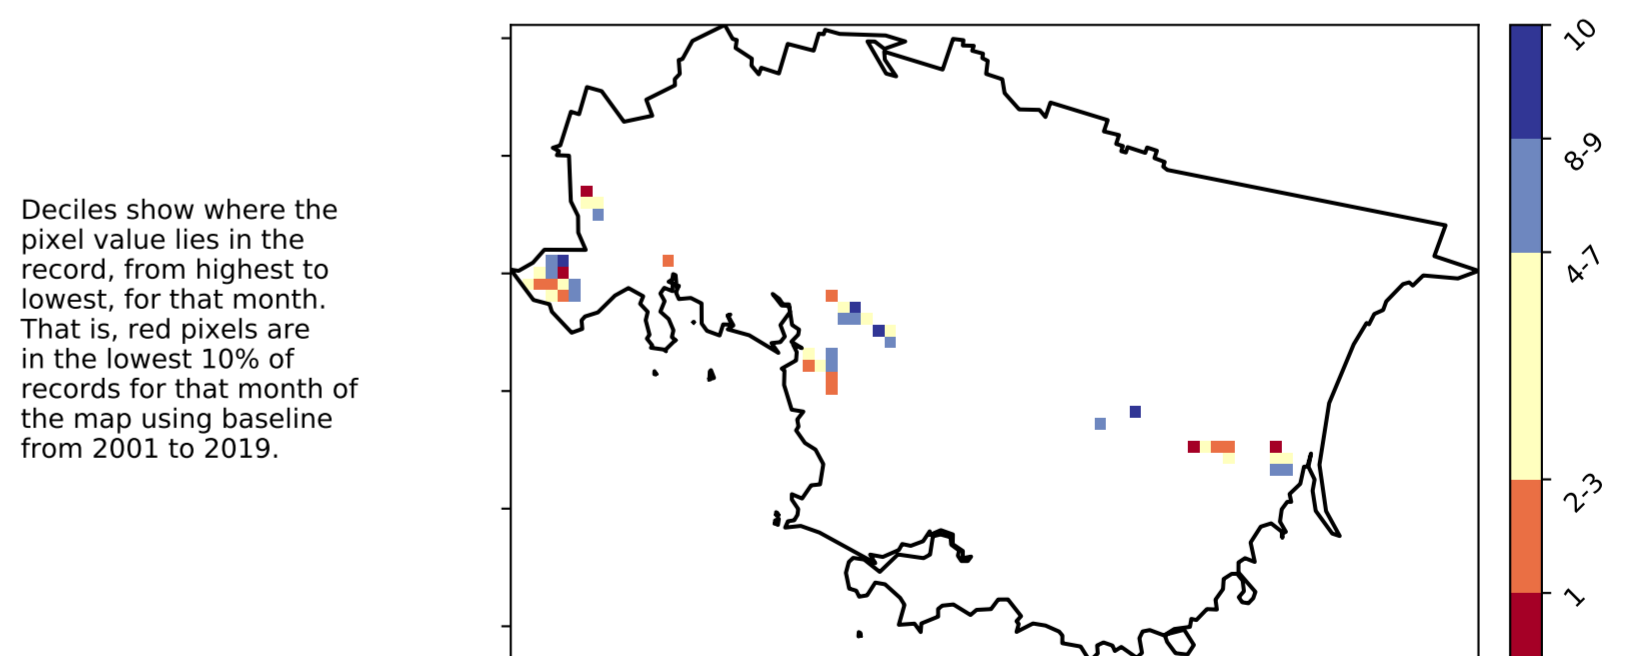 Deciles show where the
pixel value lies in the
record, from highest to
lowest, for that month.
That is, red pixels are
in the lowest 10% of
records for that month of
the map using baseline
from 2001 to 2019.
10
8-9
4-7
2-3
1